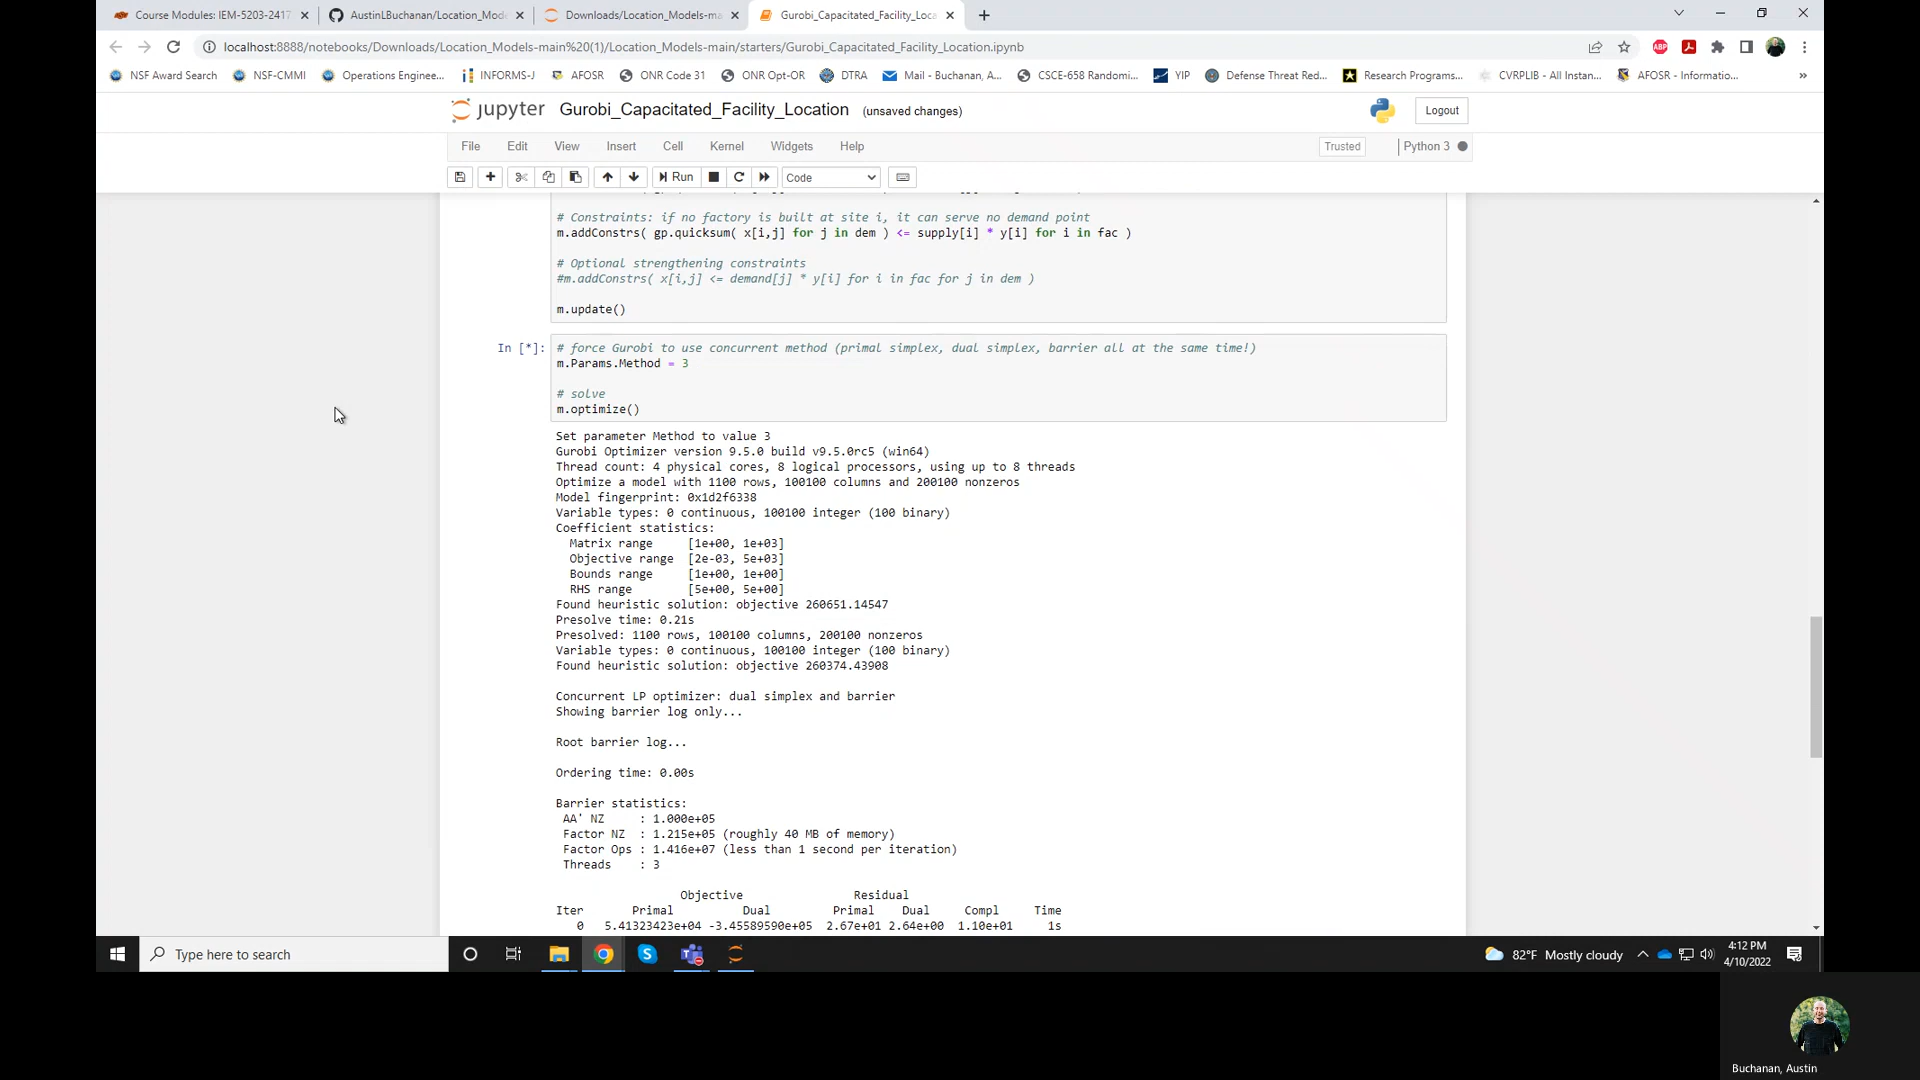 Course Modules: IEM-5203-2417
AustinLBuchanan/Location_Mode
Downloads/Location_Models-ma
Gurobi_Capacitated_Facility_Loca
localhost:8888/notebooks/Downloads/Location_Models-main%20(1)/Location_Models-main/starters/Gurobi_Capacitated_Facility_Location.ipynb
ABP
NSF Award Search
NSF-CMMI
Operations Enginee...
INFORMS-J
AFOSR
ONR Code 31
ONR Opt-OR
DTRA
Mail - Buchanan, A...
CSCE-658 Randomi...
YIP
Defense Threat Red...
Research Programs...
CVRPLIB - All Instan...
AFOSR - Informatio...
»
jupyter Gurobi_Capacitated_Facility_Location (unsaved changes)
Logout
File Edit View Insert Cell Kernel Widgets Help
Trusted
Python 3
Run
Code
# Constraints: if no factory is built at site i, it can serve no demand point
m.addConstrs( gp.quicksum( x[i,j] for j in dem ) <= supply[i] * y[i] for i in fac )
# Optional strengthening constraints
#m.addConstrs( x[i,j] <= demand[j] * y[i] for i in fac for j in dem )
m.update()
In [*]:
# force Gurobi to use concurrent method (primal simplex, dual simplex, barrier all at the same time!)
m.Params.Method = 3
# solve
m.optimize()
Set parameter Method to value 3
Gurobi Optimizer version 9.5.0 build v9.5.0rc5 (win64)
Thread count: 4 physical cores, 8 logical processors, using up to 8 threads
Optimize a model with 1100 rows, 100100 columns and 200100 nonzeros
Model fingerprint: 0x1d2f6338
Variable types: 0 continuous, 100100 integer (100 binary)
Coefficient statistics:
Matrix range [1e+00, 1e+03]
Objective range [2e-03, 5e+03]
Bounds range [1e+00, 1e+00]
RHS range [5e+00, 5e+00]
Found heuristic solution: objective 260651.14547
Presolve time: 0.21s
Presolved: 1100 rows, 100100 columns, 200100 nonzeros
Variable types: 0 continuous, 100100 integer (100 binary)
Found heuristic solution: objective 260374.43908
Concurrent LP optimizer: dual simplex and barrier
Showing barrier log only...
Root barrier log...
Ordering time: 0.00s
Barrier statistics:
AA' NZ : 1.000e+05
Factor NZ : 1.215e+05 (roughly 40 MB of memory)
Factor Ops : 1.416e+07 (less than 1 second per iteration)
Threads : 3
Objective Residual
Iter Primal Dual Primal Dual Compl Time
0 5.41323423e+04 -3.45589590e+05 2.67e+01 2.64e+00 1.10e+01 1s
Type here to search
82°F Mostly cloudy
4:12 PM
4/10/2022
Buchanan, Austin